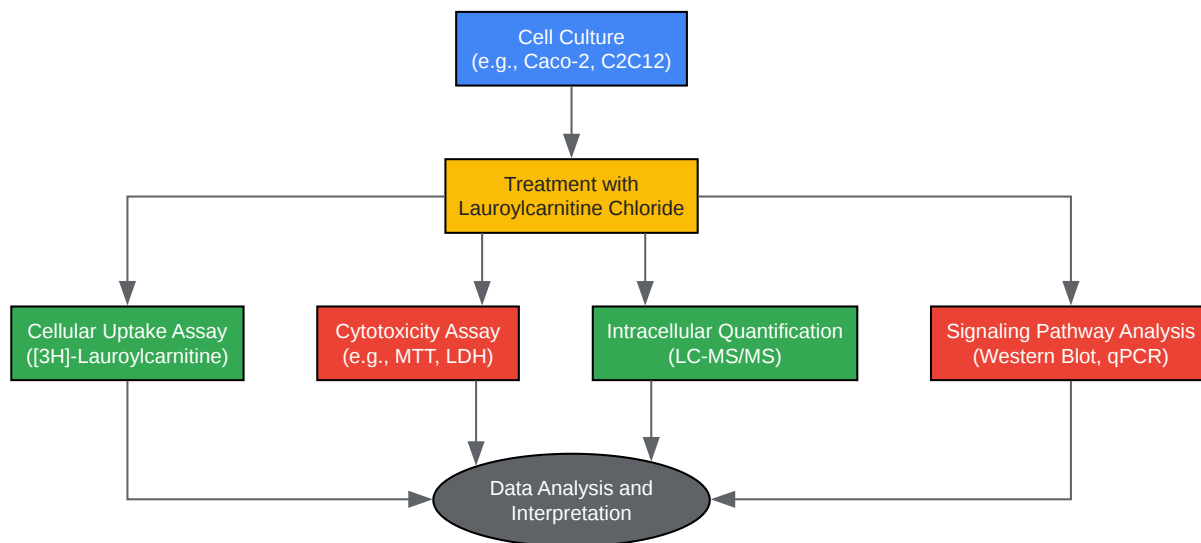 Cell Culture
(e.g., Caco-2, C2C12)
Treatment with
Lauroylcarnitine Chloride
Cellular Uptake Assay
([3H]-Lauroylcarnitine)
Cytotoxicity Assay
(e.g., MTT, LDH)
Intracellular Quantification
(LC-MS/MS)
Signaling Pathway Analysis
(Western Blot, qPCR)
Data Analysis and
Interpretation